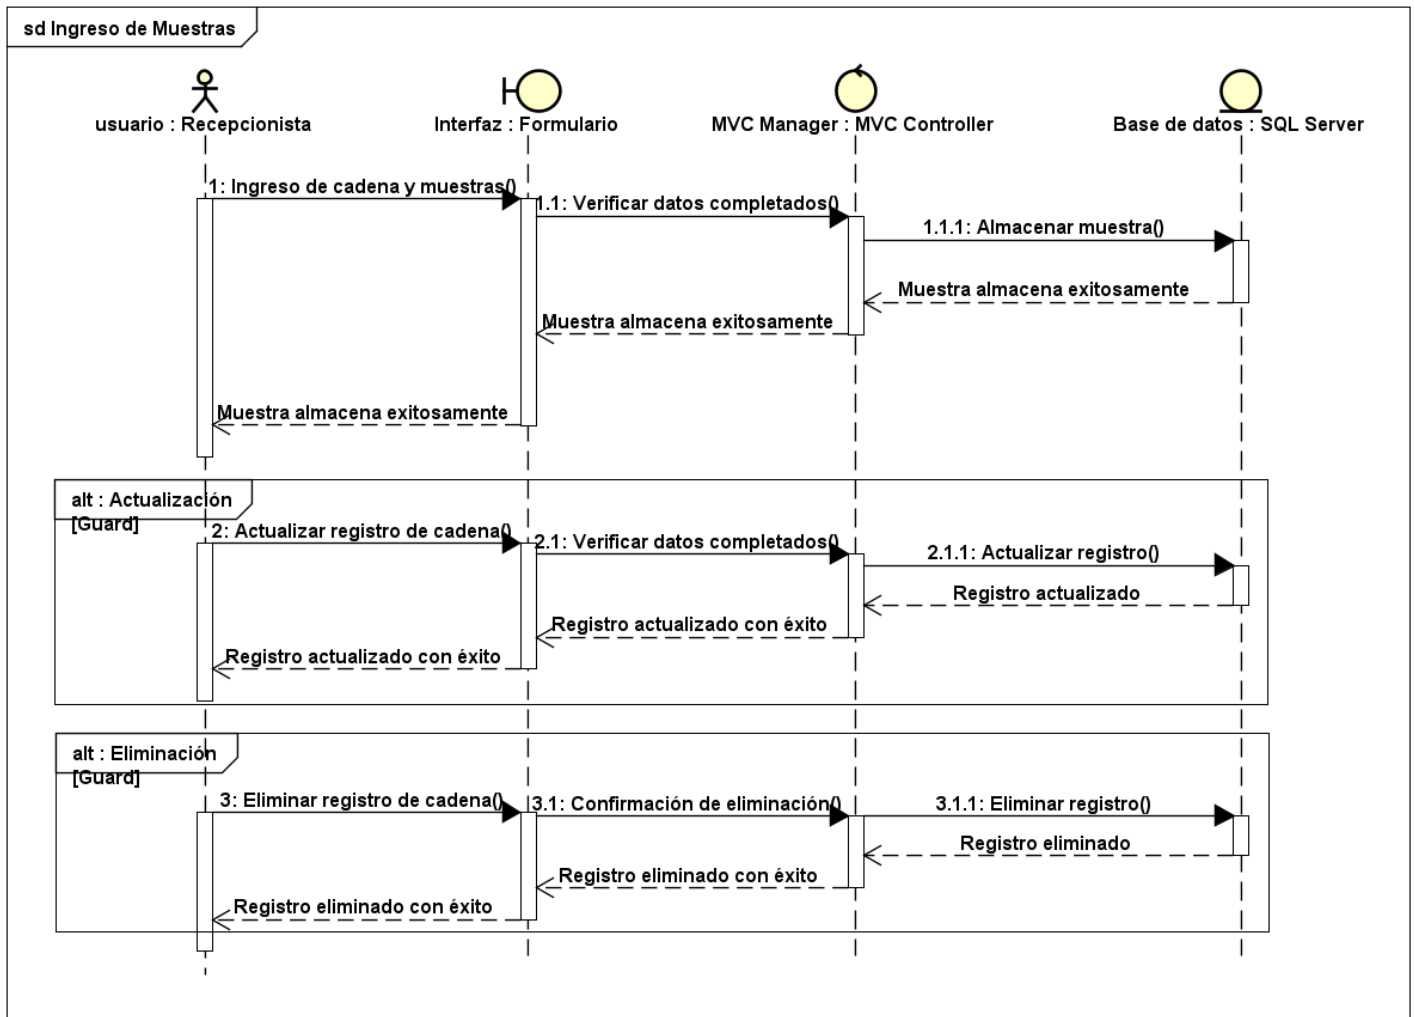 sd Ingreso de Muestras
usuario : Recepcionista
Interfaz : Formulario
MVC Manager : MVC Controller
Base de datos : SQL Server
1: Ingreso de cadena y muestras()
1.1: Verificar datos completados()
1.1.1: Almacenar muestra()
Muestra almacena exitosamente
Muestra almacena exitosamente
Muestra almacena exitosamente
alt : Actualización
[Guard]
2: Actualizar registro de cadena()
2.1: Verificar datos completados()
2.1.1: Actualizar registro()
Registro actualizado
Registro actualizado con éxito
Registro actualizado con éxito
alt : Eliminación
[Guard]
3: Eliminar registro de cadena()
3.1: Confirmación de eliminación()
3.1.1: Eliminar registro()
Registro eliminado
Registro eliminado con éxito
Registro eliminado con éxito